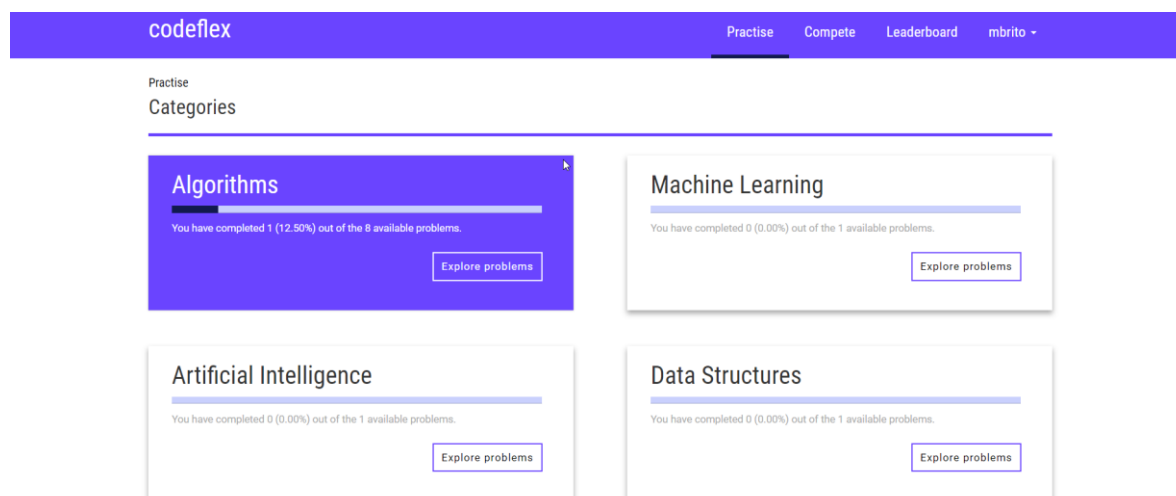 codeflex
Practise Compete Leaderboard mbrito
Practise
Categories
Algorithms
You have completed 1 (12.50%) out of the 8 available problems.
Explore problems
Machine Learning
You have completed 0 (0.00%) out of the 1 available problems.
Explore problems
Artificial Intelligence
You have completed 0 (0.00%) out of the 1 available problems.
Explore problems
Data Structures
You have completed 0 (0.00%) out of the 1 available problems.
Explore problems